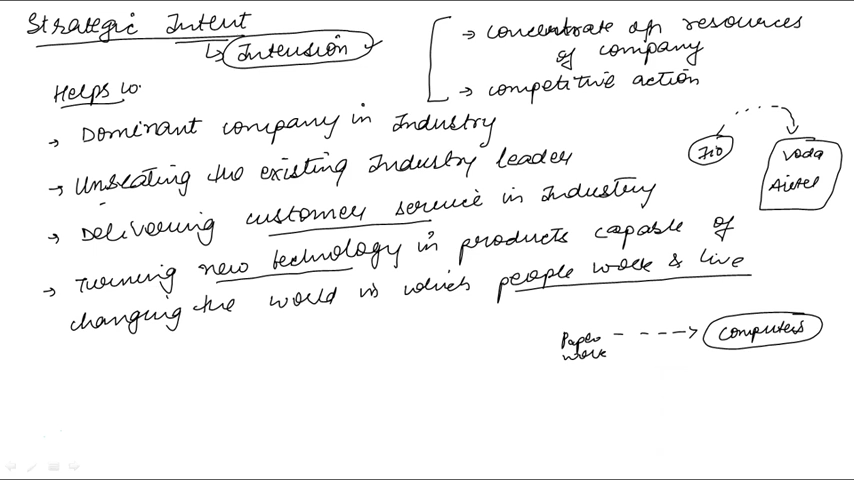 Strategic Intent
↳ Intension
→ concentrate on resources
of company
→ competitive action
Helps to:
→ Dominant company in Industry
→ Unseating the existing Industry leader
→ Delivering customer service in Industry
→ Turning new technology in products capable of
changing the world in which people work & live
Jio
Voda
Airtel
Paper
work
→ computers